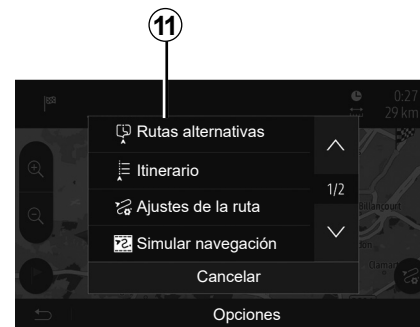 11
0:27
29 km
Rutas alternativas
Itinerario
1/2
Ajustes de la ruta
Simular navegación
Cancelar
Opciones